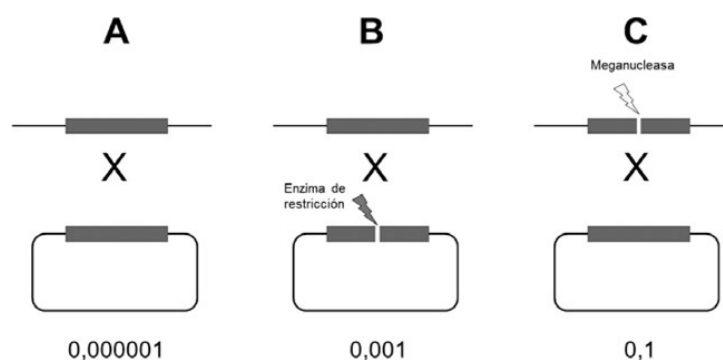 A
B
C
Meganucleasa
X
X
X
Enzima de
restricción
0,000001
0,001
0,1